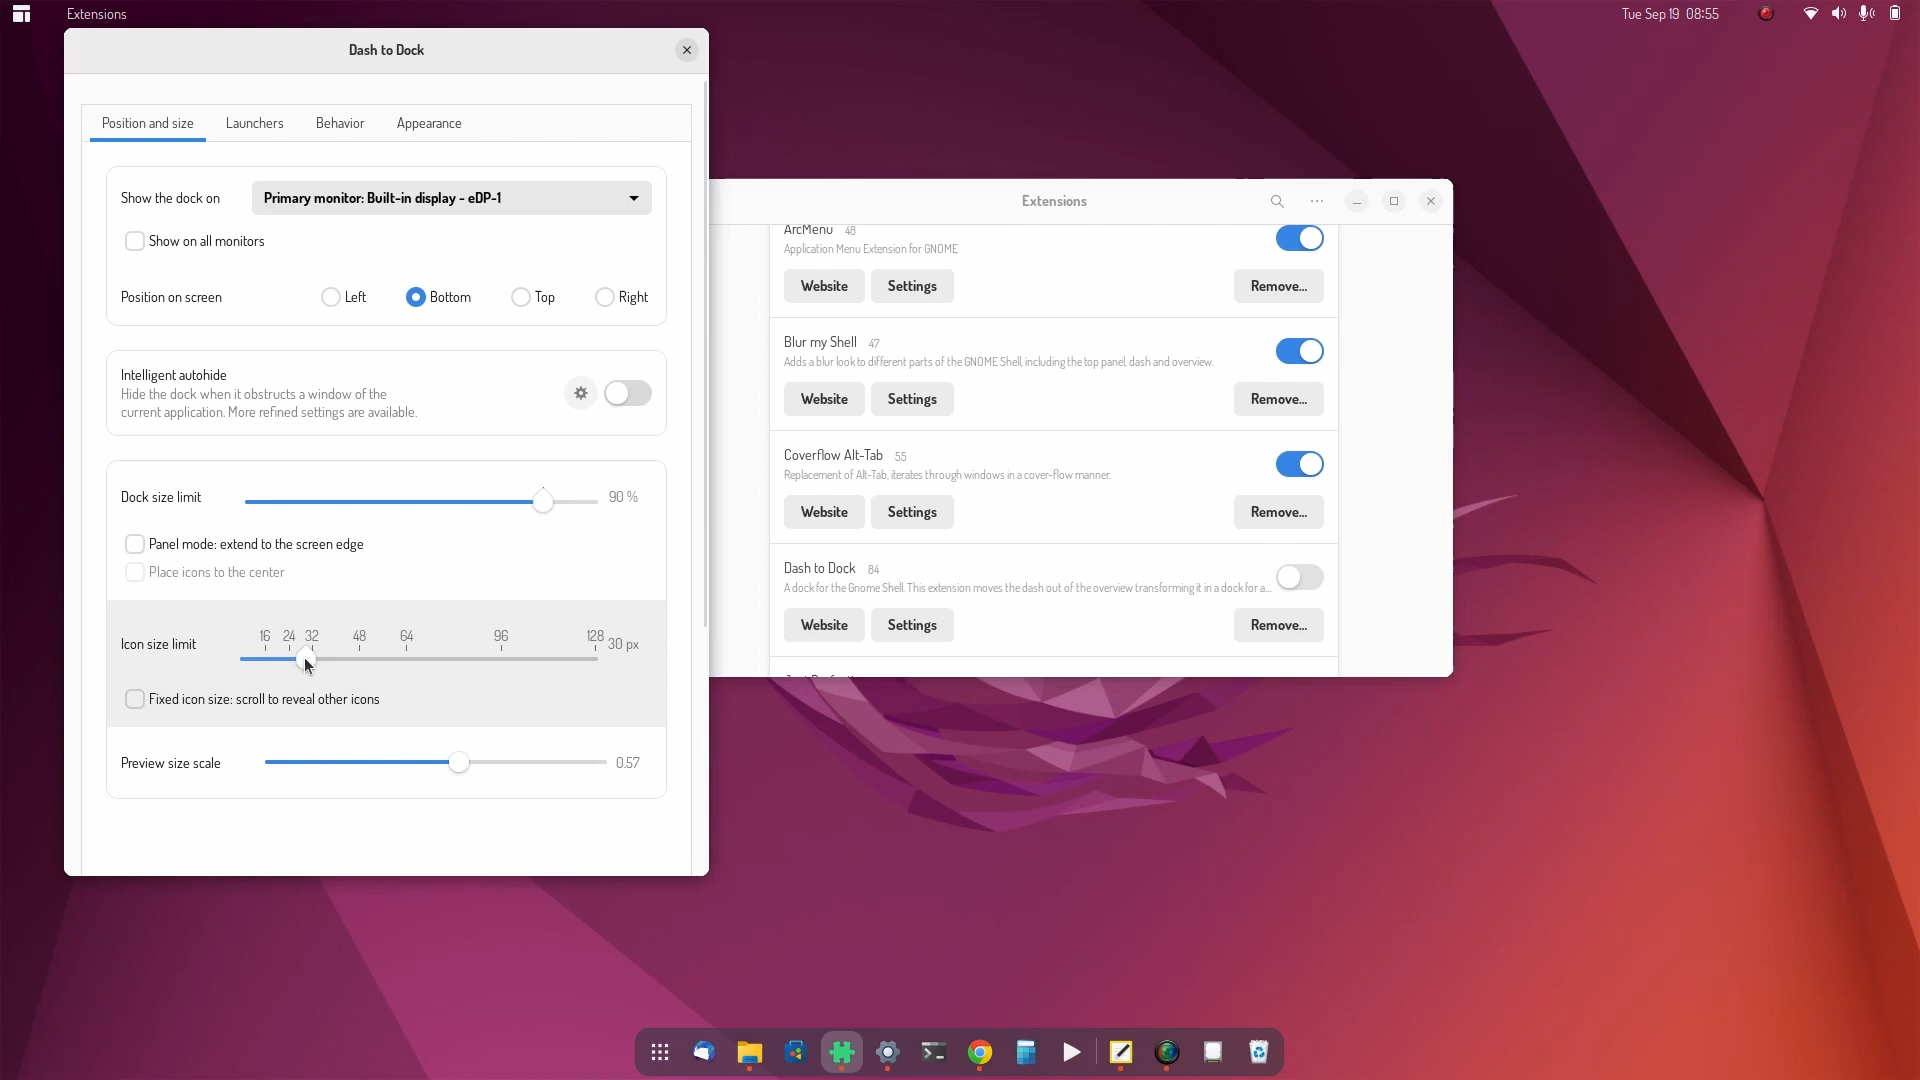 Extensions
Tue Sep 19 08:55
Dash to Dock
Position and size
Launchers
Behavior
Appearance
Show the dock on
Primary monitor: Built-in display - eDP-1
Show on all monitors
Position on screen
Left
Bottom
Top
Right
Intelligent autohide
Hide the dock when it obstructs a window of the
current application. More refined settings are available.
Dock size limit
90 %
Panel mode: extend to the screen edge
Place icons to the center
Icon size limit
16 24 32 48 64 96 128
30 px
Fixed icon size: scroll to reveal other icons
Preview size scale
0.57
Extensions
ArcMenu 48
Application Menu Extension for GNOME
Website
Settings
Remove...
Blur my Shell 47
Adds a blur look to different parts of the GNOME Shell, including the top panel, dash and overview.
Website
Settings
Remove...
Coverflow Alt-Tab 55
Replacement of Alt-Tab, iterates through windows in a cover-flow manner.
Website
Settings
Remove...
Dash to Dock 84
A dock for the Gnome Shell. This extension moves the dash out of the overview transforming it in a dock for a...
Website
Settings
Remove...